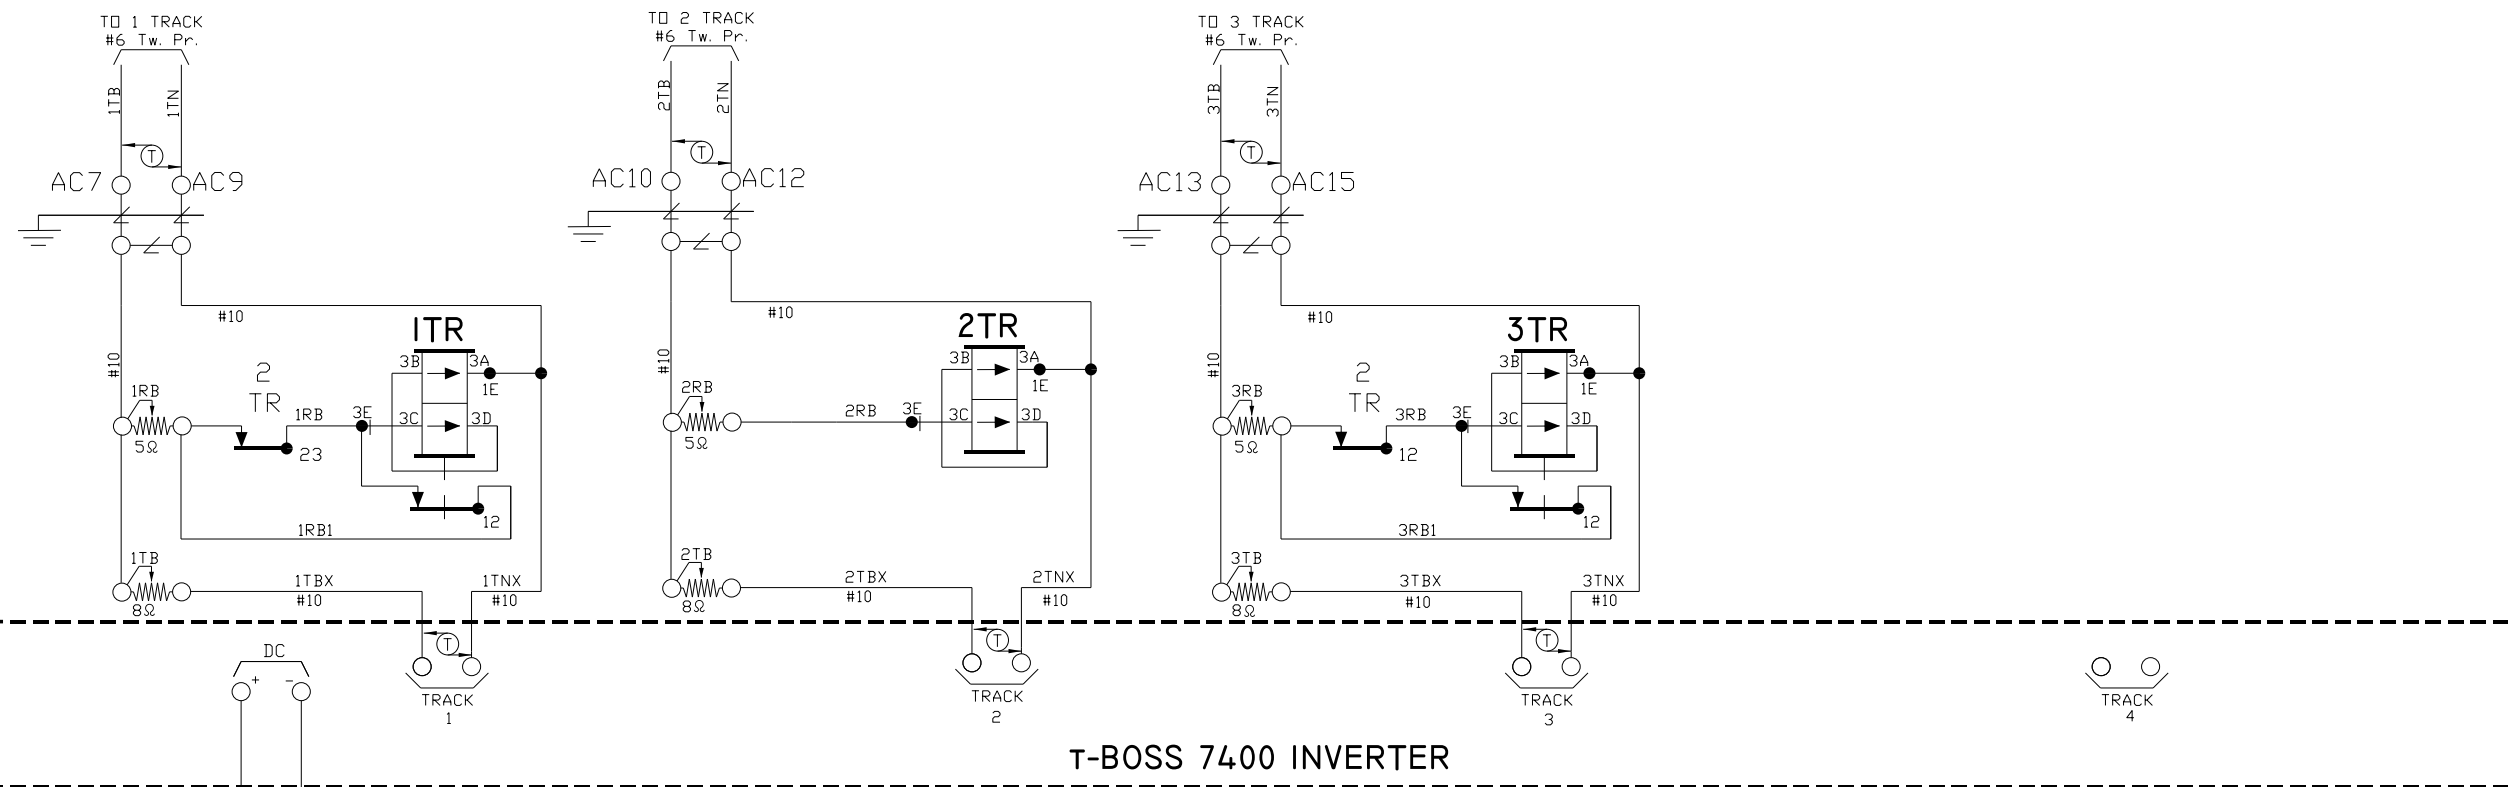 TO 1 TRACK
#6 Tw. Pr.
1TB
1TN
T
AC7
AC9
#10
#10
1TR
3B
3A
1E
2
TR
1RB
5Ω
1RB
3E
3C
3D
23
12
1RB1
1TB
8Ω
1TBX
#10
1TNX
#10
T
TRACK
1
TO 2 TRACK
#6 Tw. Pr.
2TB
2TN
T
AC10
AC12
#10
#10
2TR
3B
3A
1E
2RB
5Ω
2RB
3E
3C
3D
2TB
8Ω
2TBX
#10
2TNX
#10
T
TRACK
2
TO 3 TRACK
#6 Tw. Pr.
3TB
3TN
T
AC13
AC15
#10
#10
3TR
3B
3A
1E
2
TR
3RB
5Ω
3RB
3E
3C
3D
12
12
3RB1
3TB
8Ω
3TBX
#10
3TNX
#10
T
TRACK
3
TRACK
4
DC
+ −
T-BOSS 7400 INVERTER